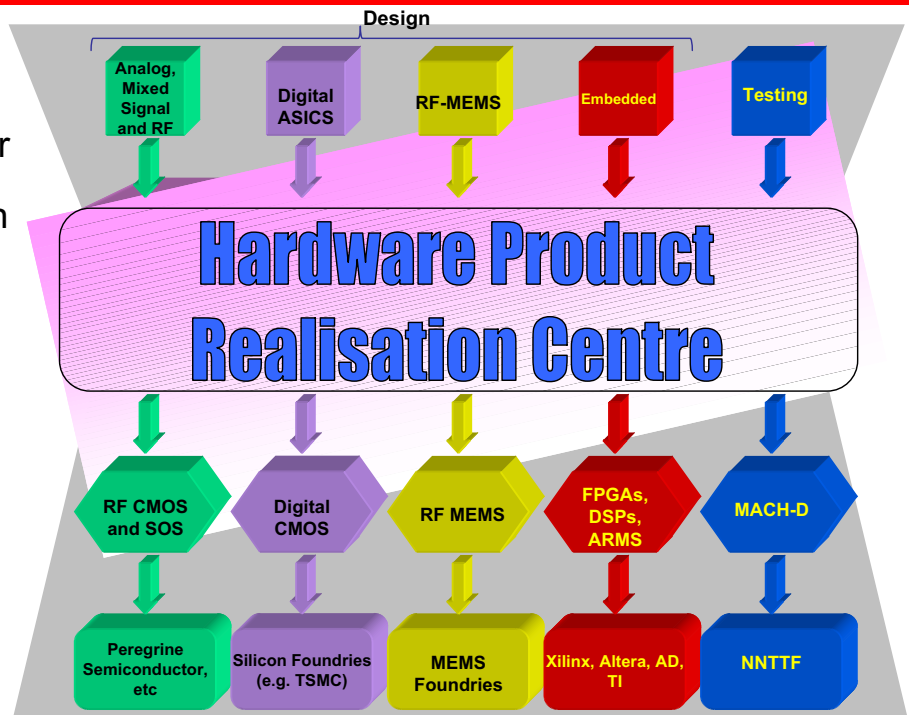 Design
Analog,
Mixed
Signal
and RF
Digital
ASICS
RF-MEMS
Embedded
Testing
r
n
Hardware Product
Realisation Centre
RF CMOS
and SOS
Digital
CMOS
RF MEMS
FPGAs,
DSPs,
ARMS
MACH-D
Peregrine
Semiconductor,
etc
Silicon Foundries
(e.g. TSMC)
MEMS
Foundries
Xilinx, Altera, AD,
TI
NNTTF